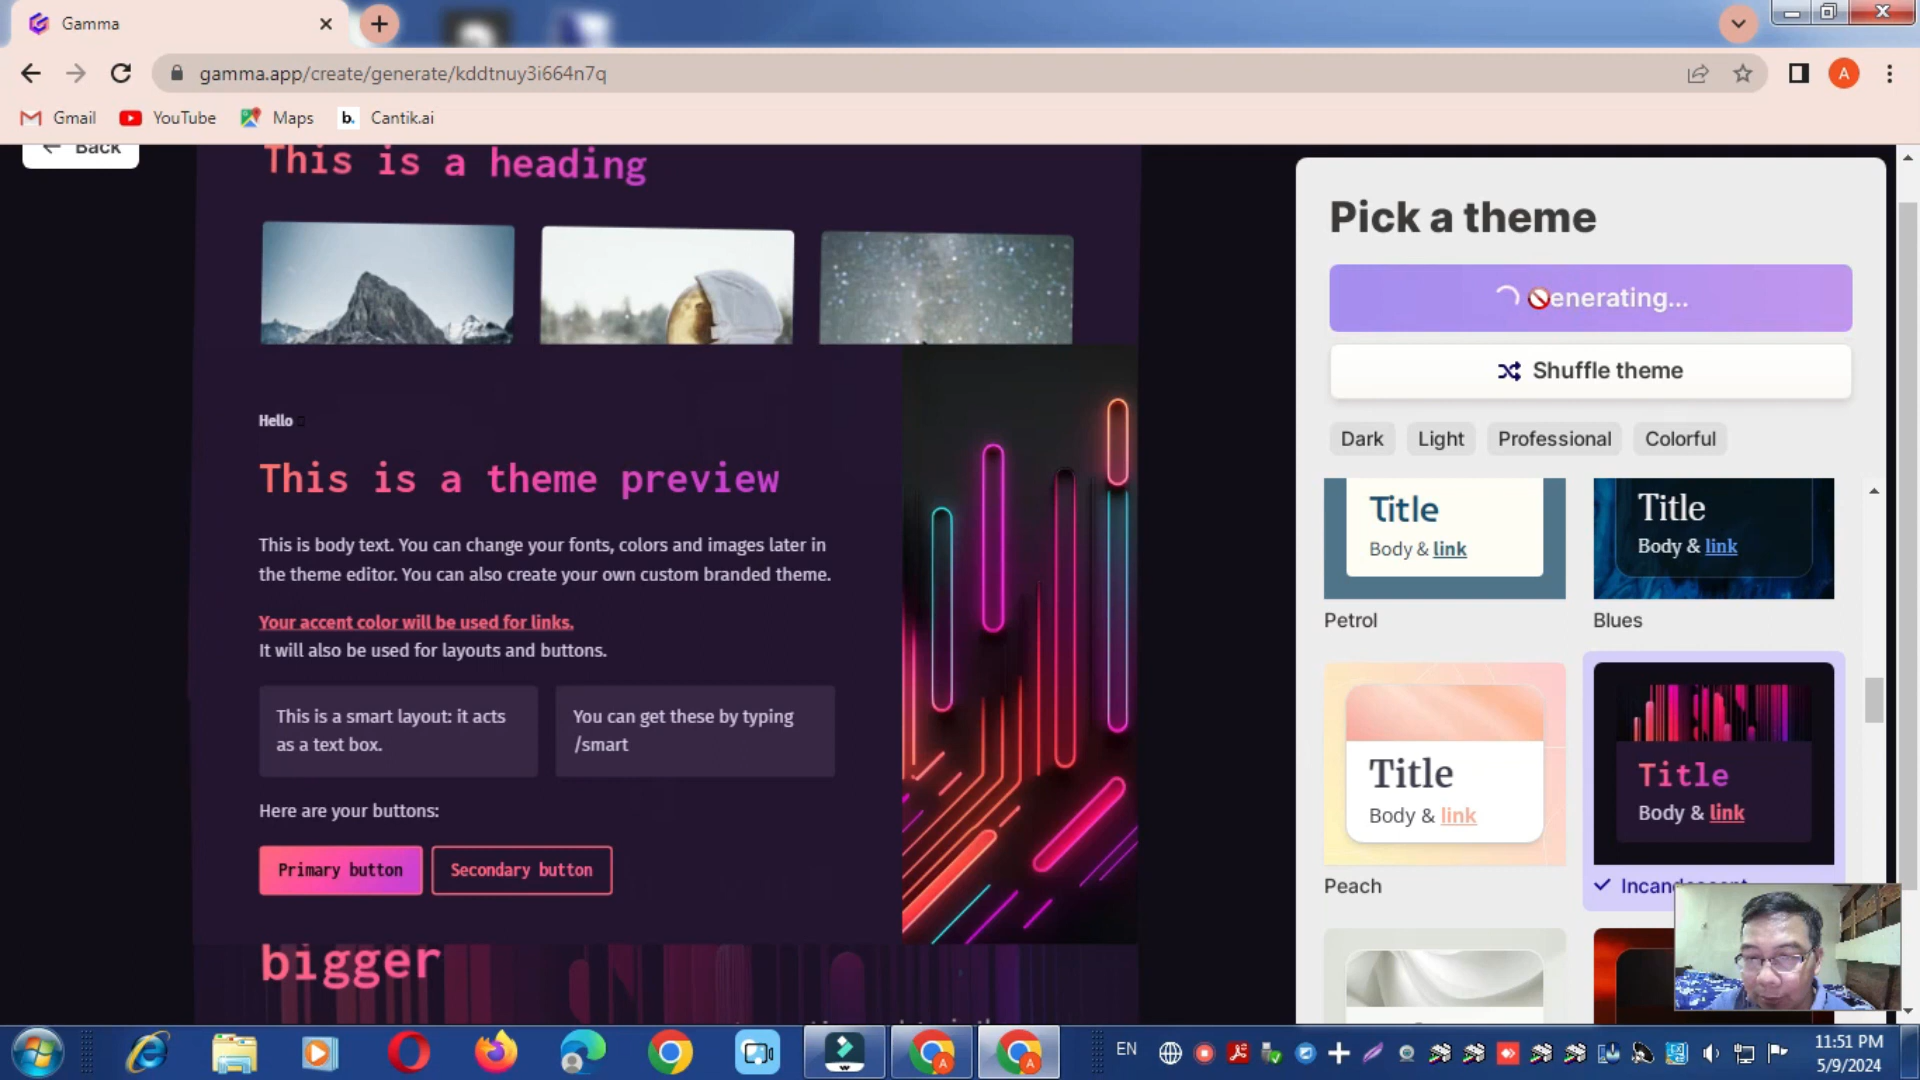 Gamma
gamma.app/create/generate/kddtnuy3i664n7q
A
Gmail
YouTube
Maps
b.
Cantik.ai
Back
This is a heading
Hello
This is a theme preview
This is body text. You can change your fonts, colors and images later in
the theme editor. You can also create your own custom branded theme.
Your accent color will be used for links.
It will also be used for layouts and buttons.
This is a smart layout: it acts
as a text box.
You can get these by typing
/smart
Here are your buttons:
Primary button
Secondary button
bigger
Pick a theme
enerating...
Shuffle theme
Dark
Light
Professional
Colorful
Title
Body & link
Petrol
Title
Body & link
Blues
Title
Body & link
Peach
Title
Body & link
EN
11:51 PM
5/9/2024